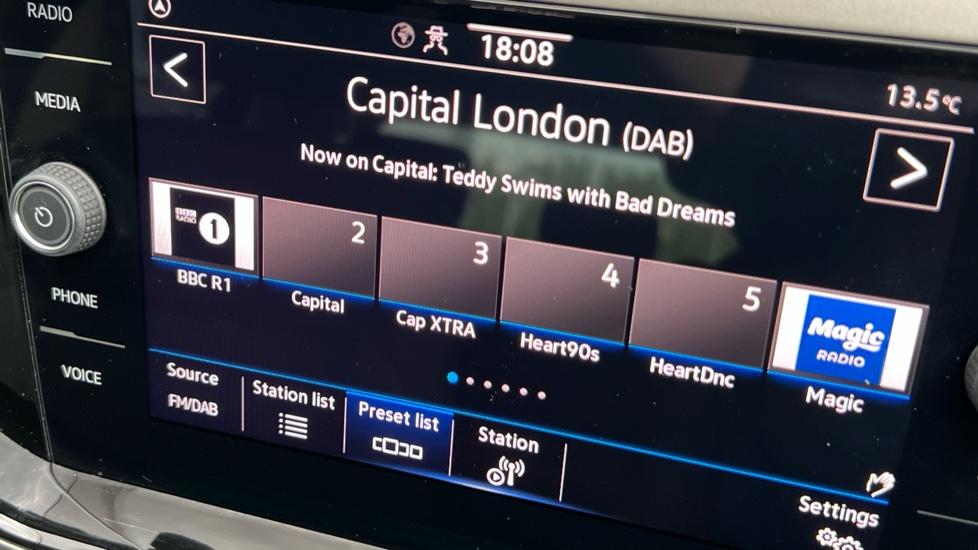 RADIO
MEDIA
PHONE
VOICE
18:08
13.5°C
<
Capital London (DAB)
>
Now on Capital: Teddy Swims with Bad Dreams
BBC
RADIO
1
2
3
4
5
Magic
RADIO
BBC R1
Capital
Cap XTRA
Heart90s
HeartDnc
Magic
Source
FM/DAB
Station list
Preset list
Station
Settings